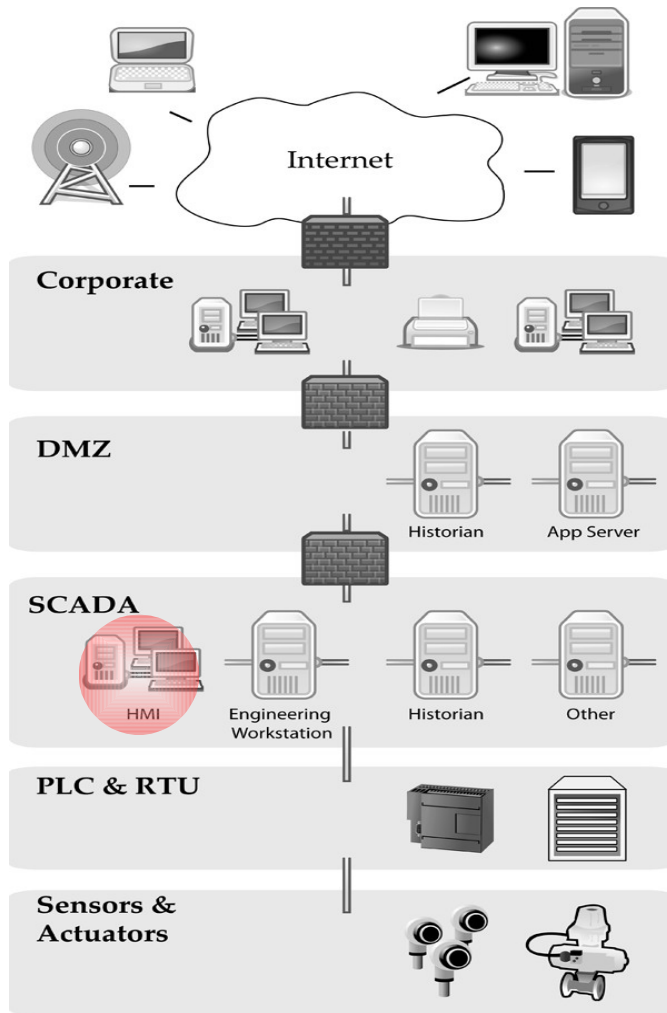 Internet
Corporate
DMZ
Historian
App Server
SCADA
HMI
Engineering
Workstation
Historian
Other
PLC & RTU
Sensors &
Actuators